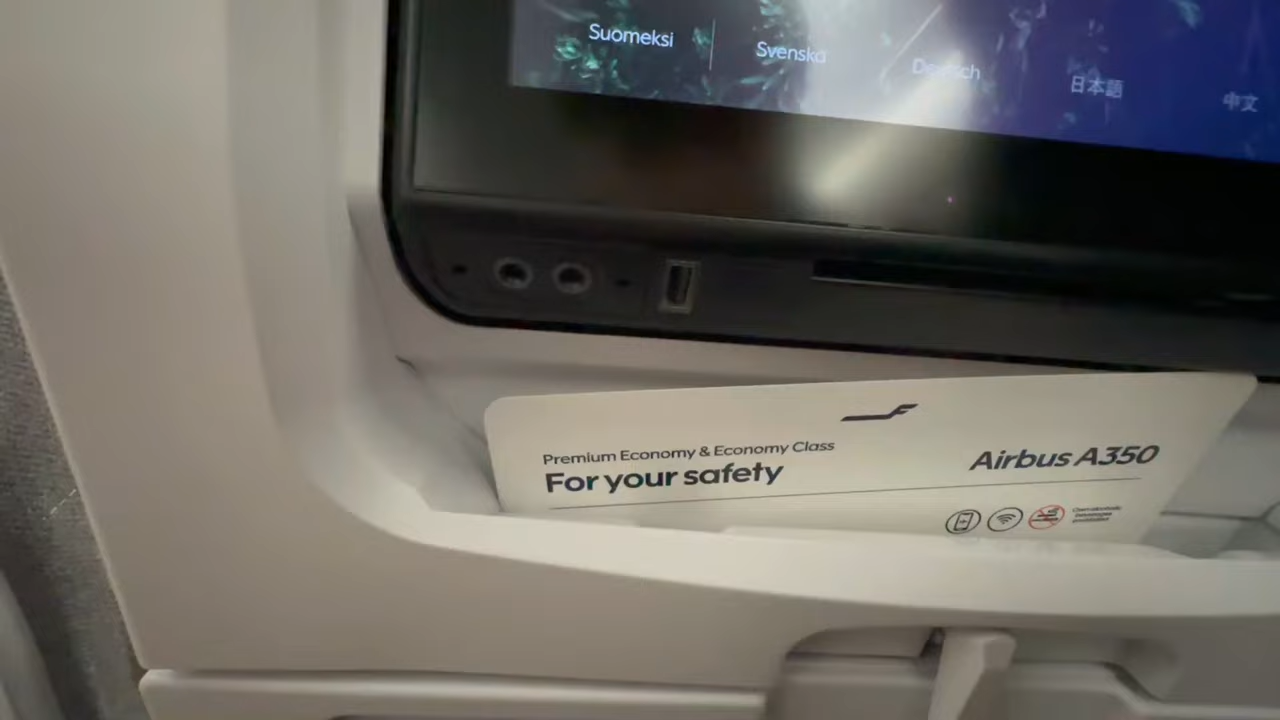 Suomeksi
Svenska
Deutsch
日本語
中文
Premium Economy & Economy Class
For your safety
Airbus A350